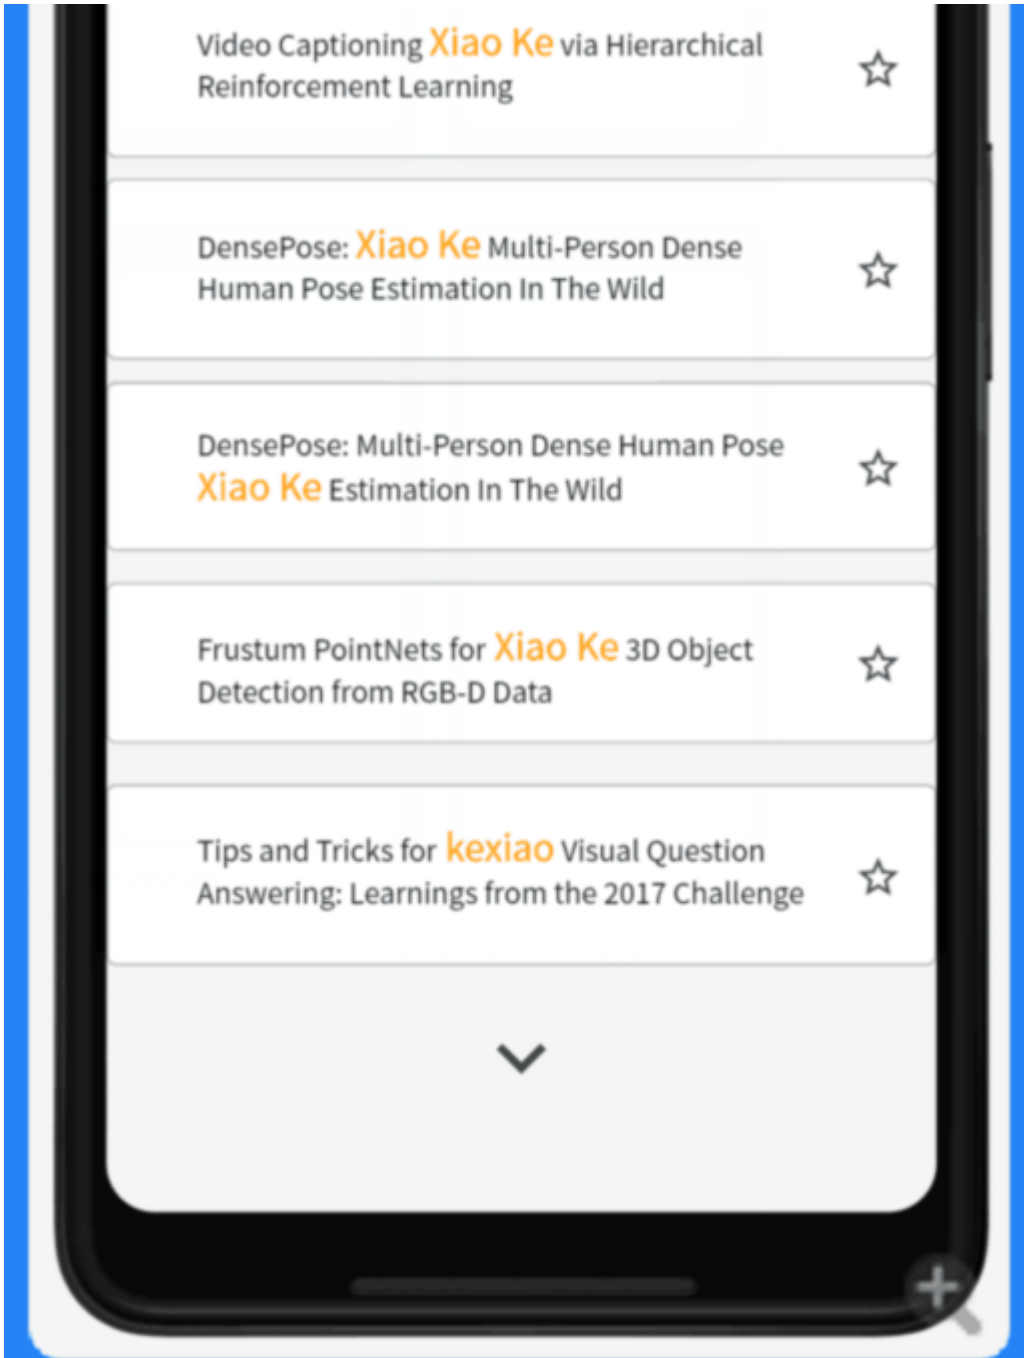 Video Captioning Xiao Ke via Hierarchical
Reinforcement Learning
DensePose: Xiao Ke Multi-Person Dense
Human Pose Estimation In The Wild
DensePose: Multi-Person Dense Human Pose
Xiao Ke Estimation In The Wild
Frustum PointNets for Xiao Ke 3D Object
Detection from RGB-D Data
Tips and Tricks for kexiao Visual Question
Answering: Learnings from the 2017 Challenge